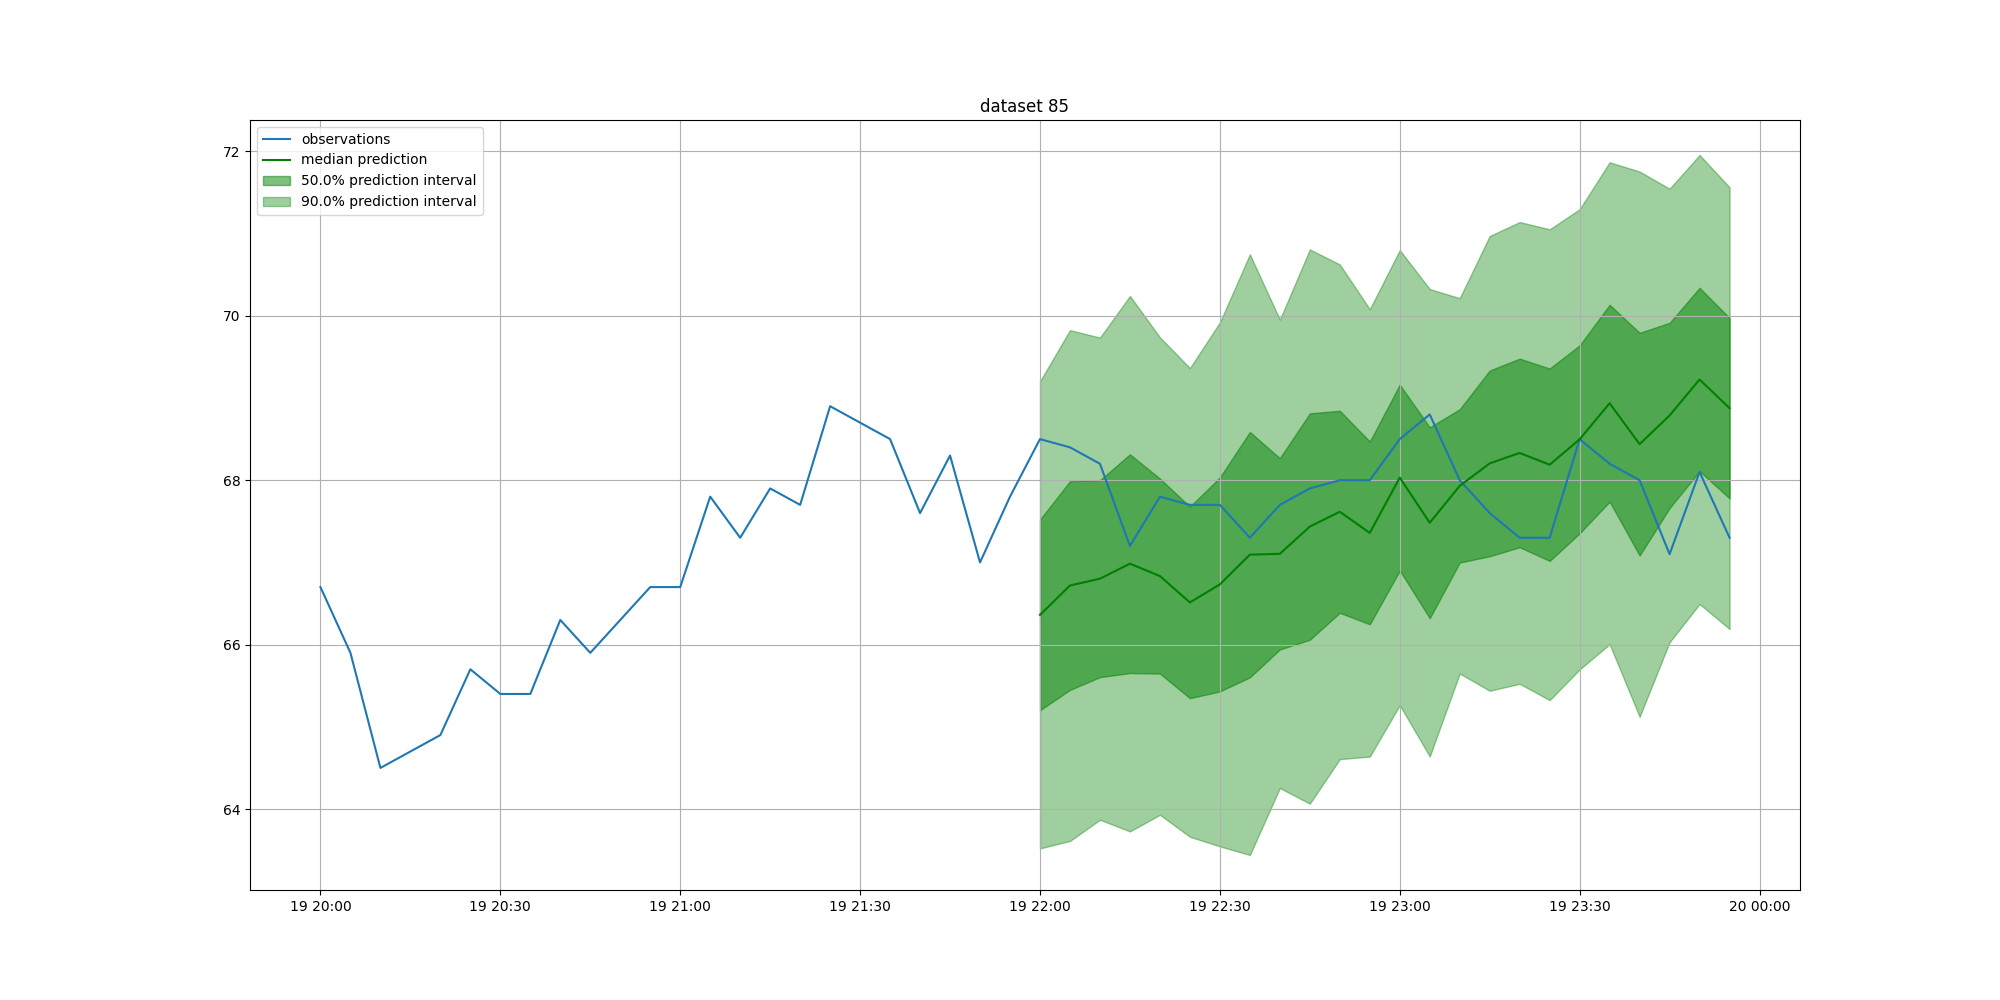 dataset 85
observations
median prediction
50.0% prediction interval
90.0% prediction interval
72
70
68
66
64
19 20:00
19 20:30
19 21:00
19 21:30
19 22:00
19 22:30
19 23:00
19 23:30
20 00:00